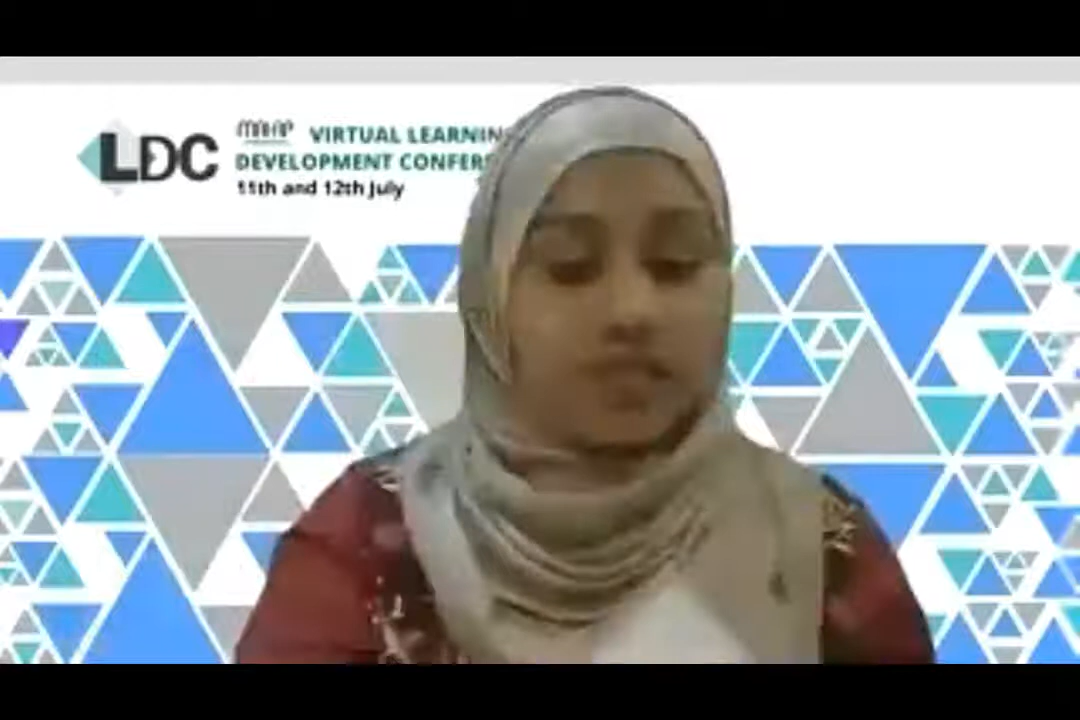 LDC
VIRTUAL LEARNIN
DEVELOPMENT CONFER
11th and 12th July